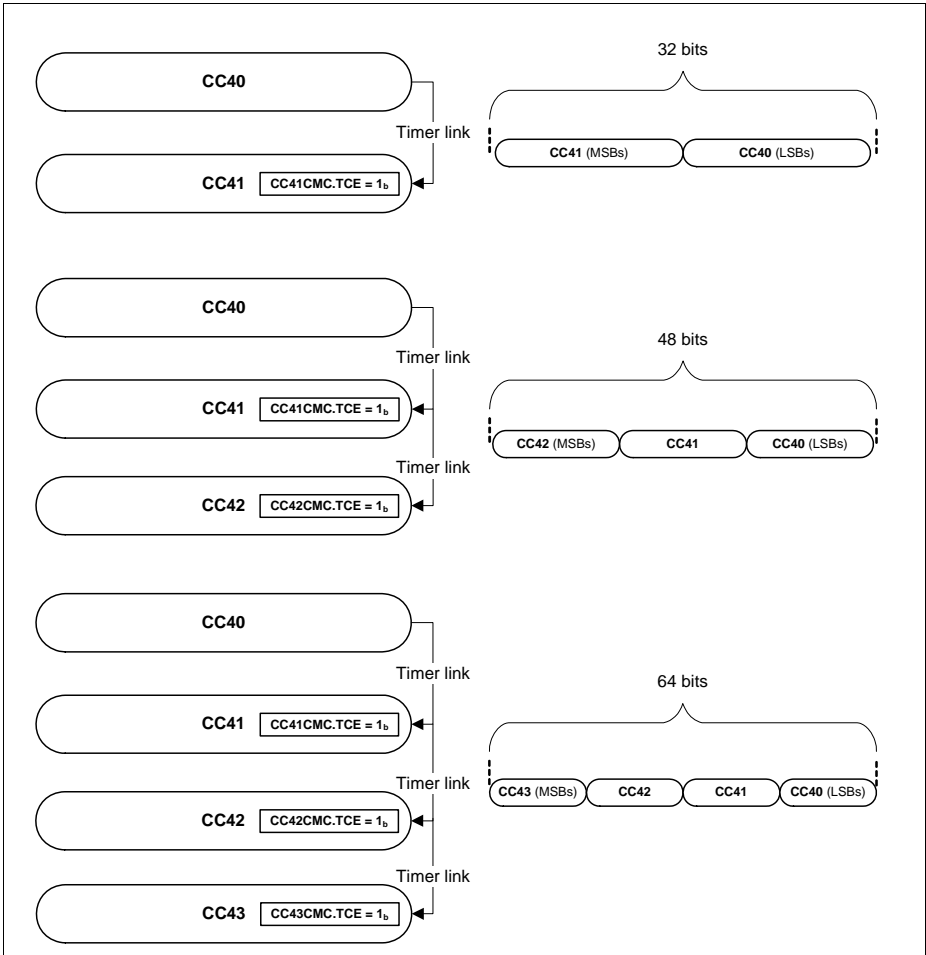 CC40
Timer link
CC41 CC41CMC.TCE = 1b
32 bits
CC41 (MSBs) CC40 (LSBs)
CC40
Timer link
CC41 CC41CMC.TCE = 1b
Timer link
CC42 CC42CMC.TCE = 1b
48 bits
CC42 (MSBs) CC41 CC40 (LSBs)
CC40
Timer link
CC41 CC41CMC.TCE = 1b
Timer link
CC42 CC42CMC.TCE = 1b
Timer link
CC43 CC43CMC.TCE = 1b
64 bits
CC43 (MSBs) CC42 CC41 CC40 (LSBs)